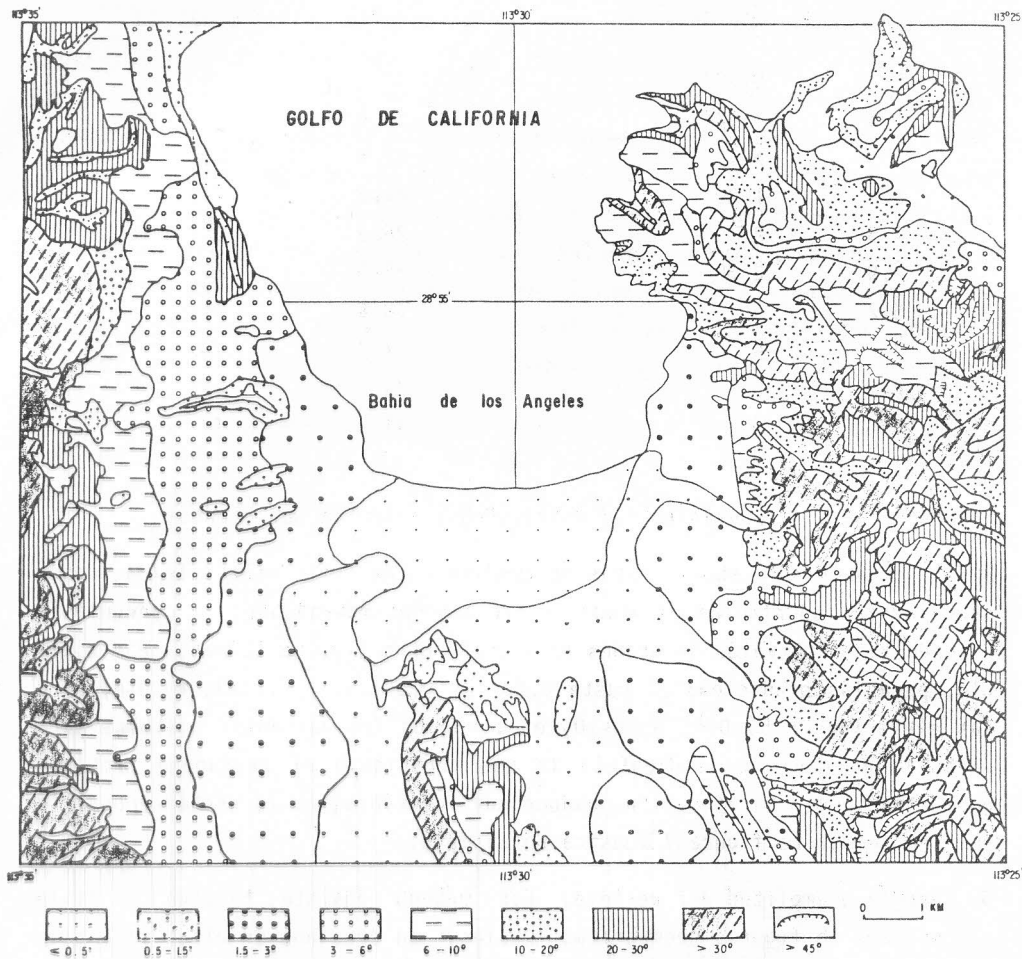 113°35' 113°30' 113°25'
GOLFO DE CALIFORNIA
28°55'
Bahia de los Angeles
113°35' 113°30' 113°25'
0 KM
≤ 0.5° 0.5-1.5° 1.5-3° 3-6° 6-10° 10-20° 20-30° > 30° > 45°